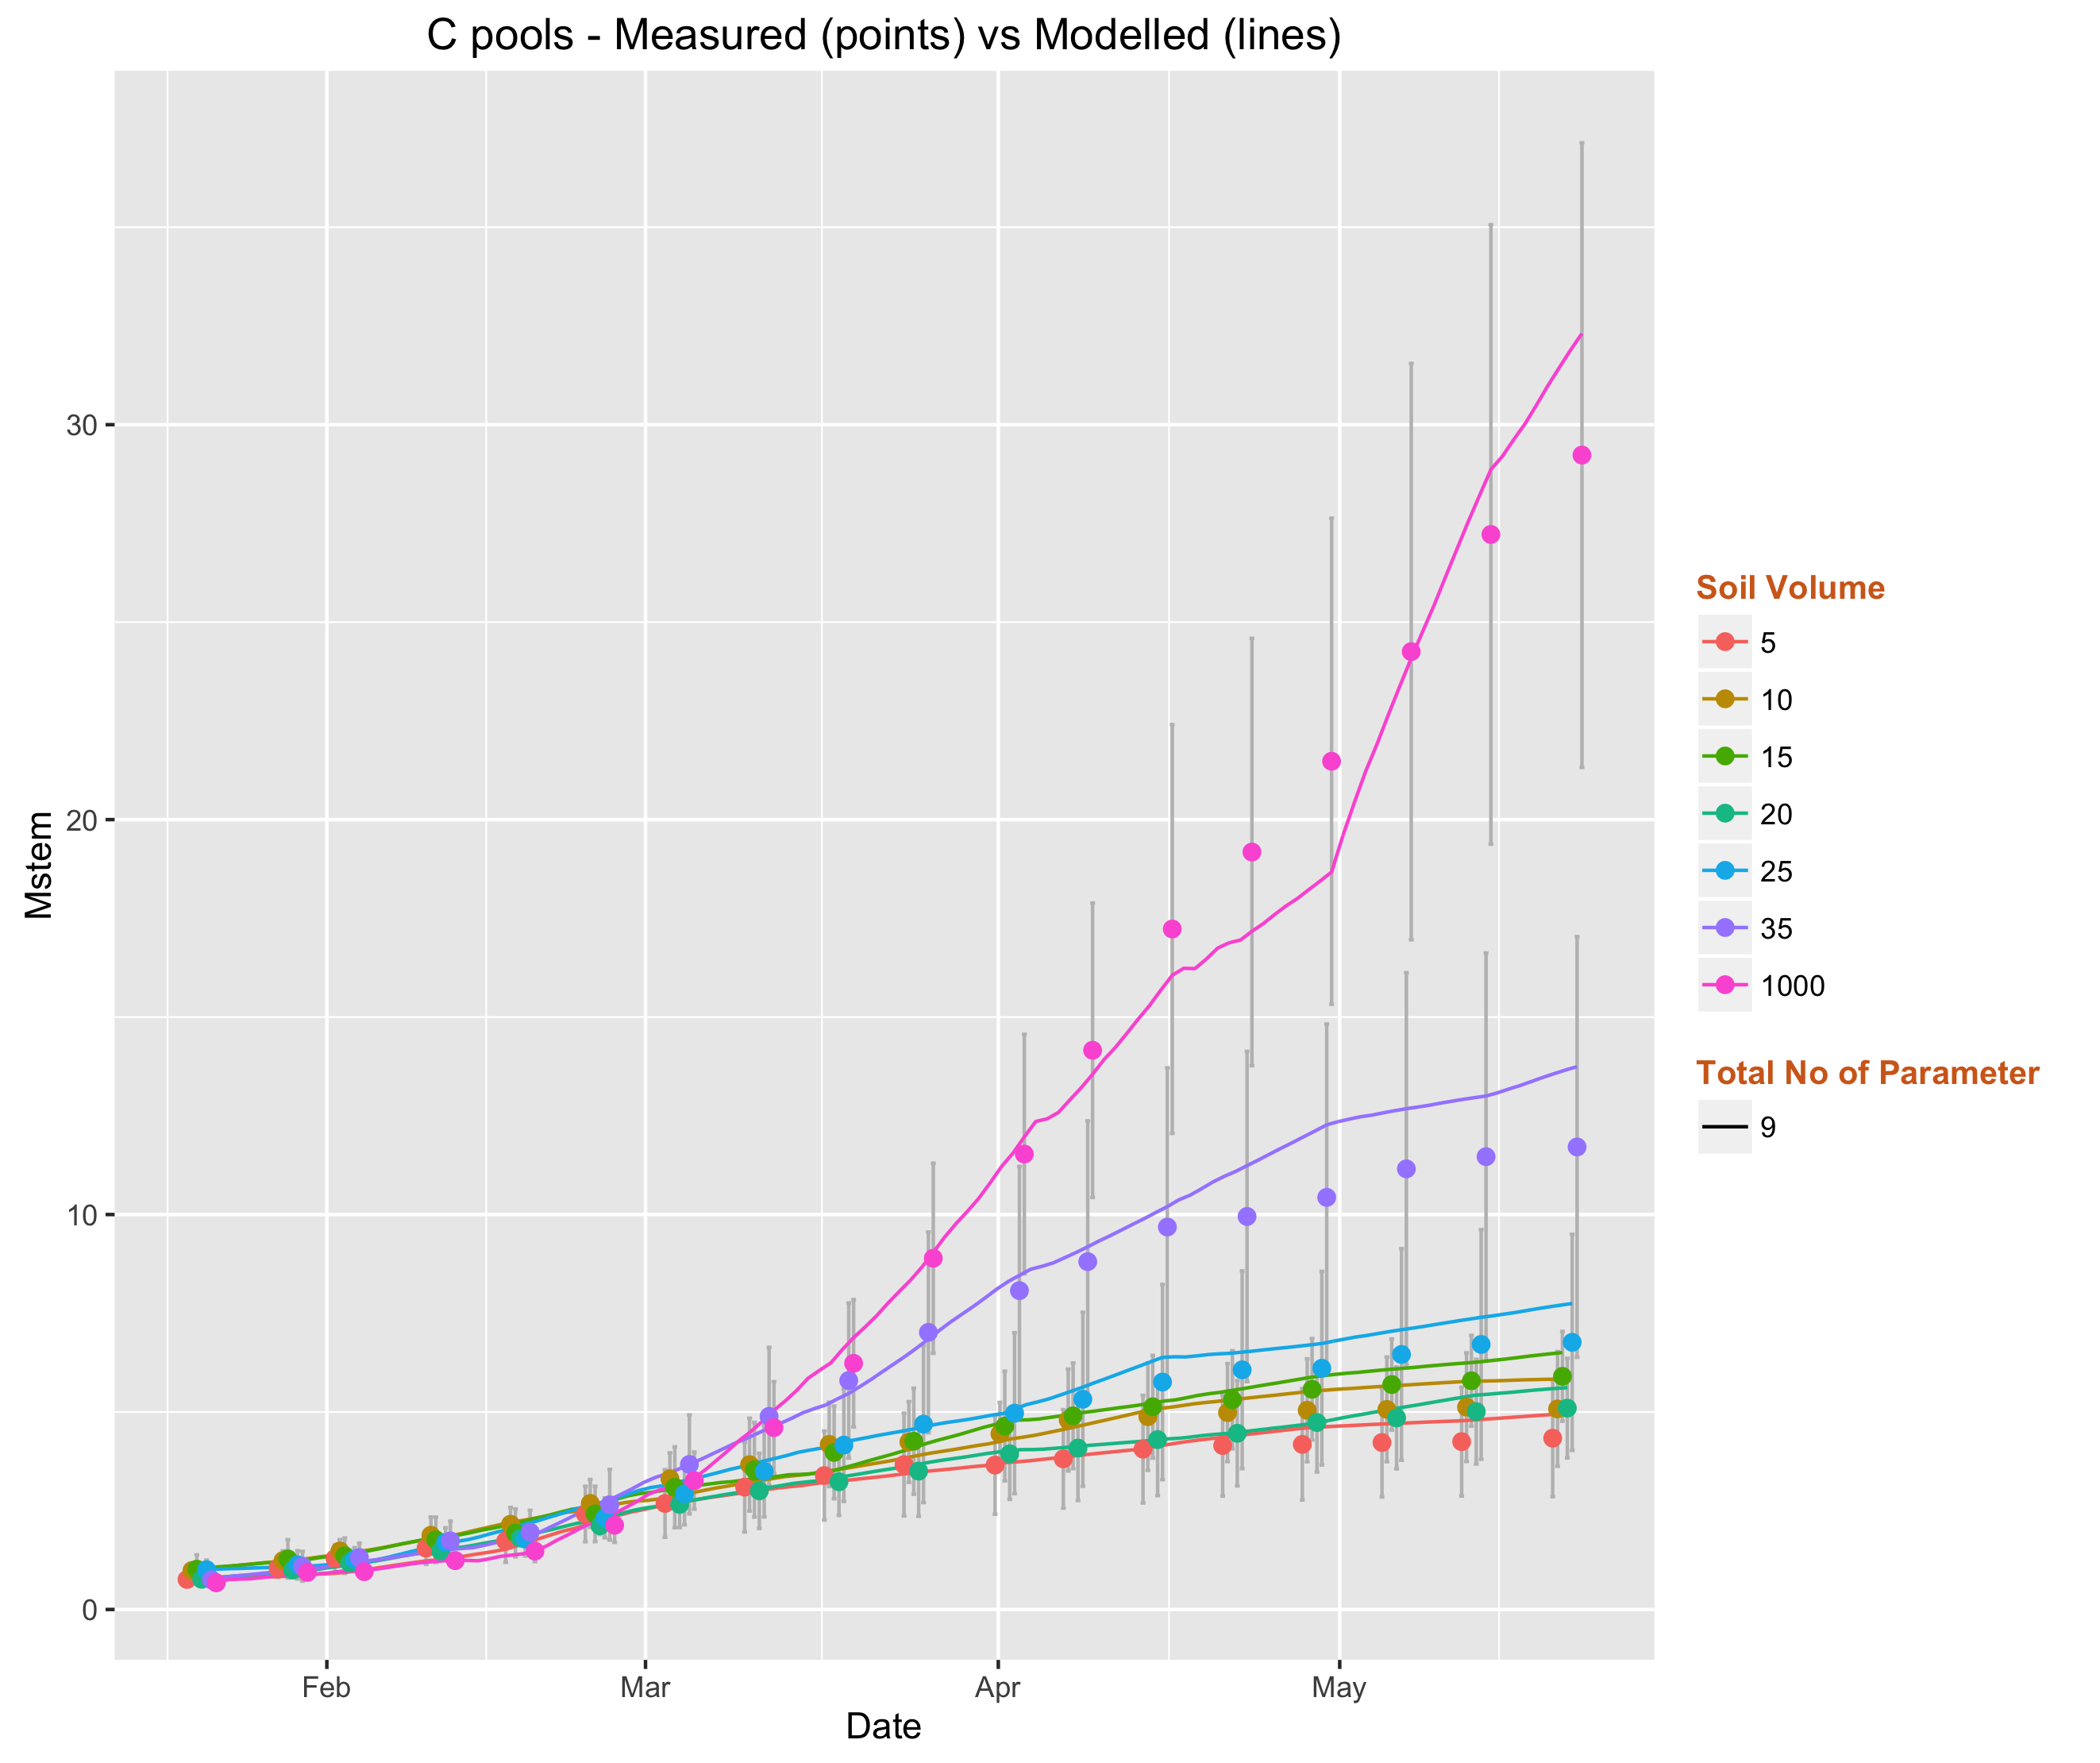 C pools - Measured (points) vs Modelled (lines)
Mstem
30
20
10
0
Feb Mar Apr May
Date
Soil Volume
5
10
15
20
25
35
1000
Total No of Parameter
9